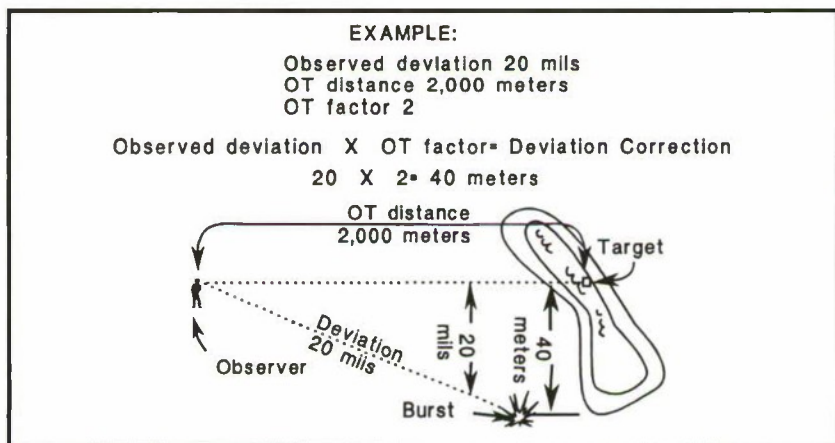 EXAMPLE:
Observed deviation 20 mils
OT distance 2,000 meters
OT factor 2
Observed deviation X OT factor= Deviation Correction
20 X 2= 40 meters
OT distance
2,000 meters
Target
Deviation
20 mils
20
mils
40
meters
Observer
Burst